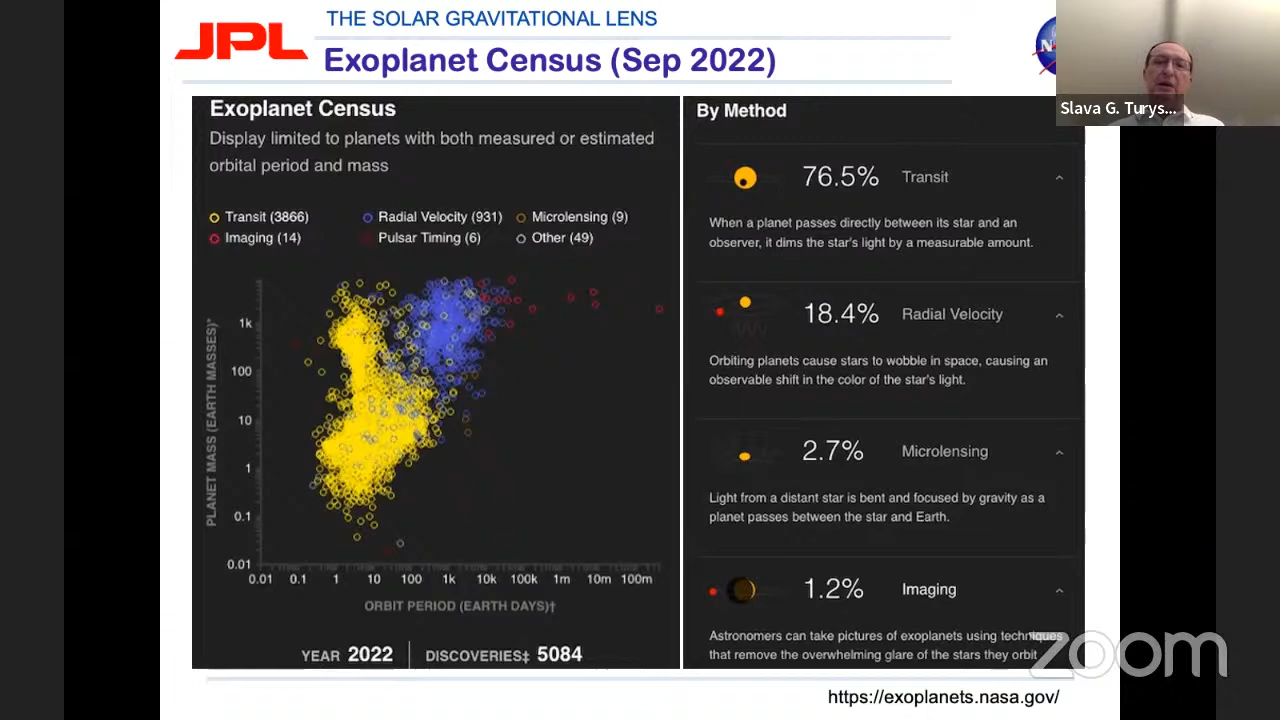 THE SOLAR GRAVITATIONAL LENS
JPL
Exoplanet Census (Sep 2022)
Slava G. Turys...
Exoplanet Census
Display limited to planets with both measured or estimated
orbital period and mass
Transit (3866)
Radial Velocity (931)
Microlensing (9)
Imaging (14)
Pulsar Timing (6)
Other (49)
PLANET MASS (EARTH MASSES)*
1k
100
10
1
0.1
0.01
0.01 0.1 1 10 100 1k 10k 100k 1m 10m 100m
ORBIT PERIOD (EARTH DAYS)†
YEAR 2022 DISCOVERIES‡ 5084
By Method
76.5% Transit
When a planet passes directly between its star and an
observer, it dims the star's light by a measurable amount.
18.4% Radial Velocity
Orbiting planets cause stars to wobble in space, causing an
observable shift in the color of the star's light.
2.7% Microlensing
Light from a distant star is bent and focused by gravity as a
planet passes between the star and Earth.
1.2% Imaging
Astronomers can take pictures of exoplanets using techniques
that remove the overwhelming glare of the stars they orbit
zoom
https://exoplanets.nasa.gov/